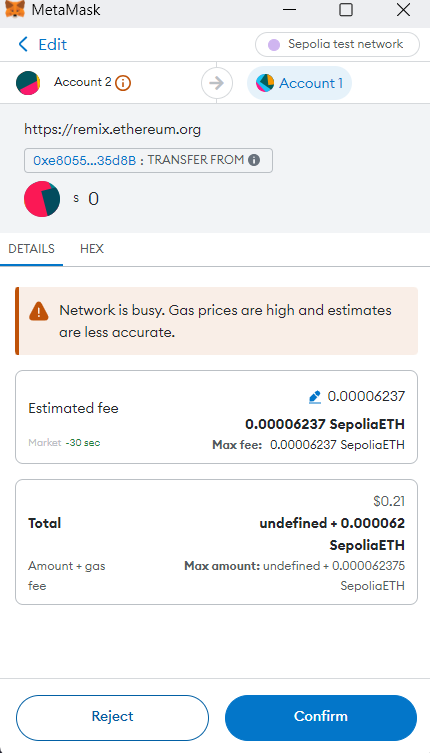 MetaMask
Edit
Sepolia test network
Account 2
Account 1
https://remix.ethereum.org
0xe8055...35d8B : TRANSFER FROM
S 0
DETAILS HEX
Network is busy. Gas prices are high and estimates
are less accurate.
0.00006237
Estimated fee
0.00006237 SepoliaETH
Market ~30 sec
Max fee: 0.00006237 SepoliaETH
$0.21
Total
undefined + 0.000062
SepoliaETH
Amount + gas
fee
Max amount: undefined + 0.000062375
SepoliaETH
Reject
Confirm